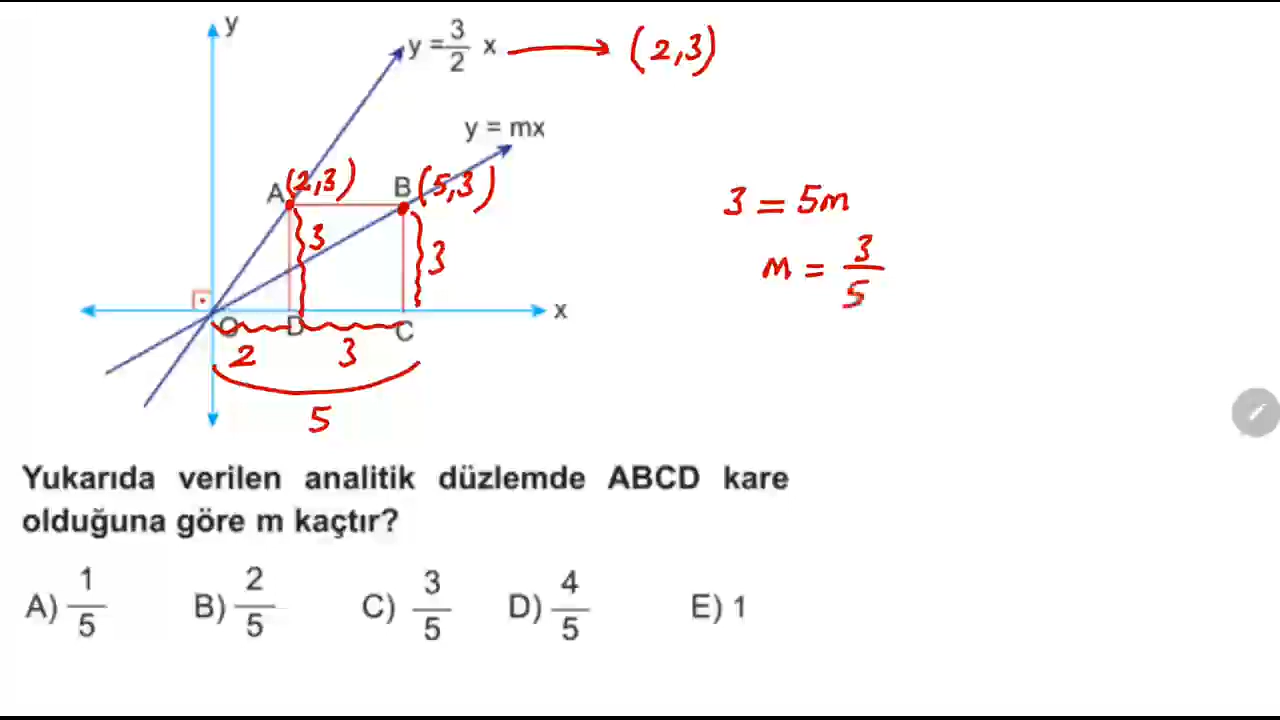 y
y = 3/2 x → (2,3)
y = mx
A (2,3) B (5,3)
3 = 5m
3 3
m = 3/5
x
O D C
2 3
5
Yukarıda verilen analitik düzlemde ABCD kare
olduğuna göre m kaçtır?
A) 1/5 B) 2/5 C) 3/5 D) 4/5 E) 1